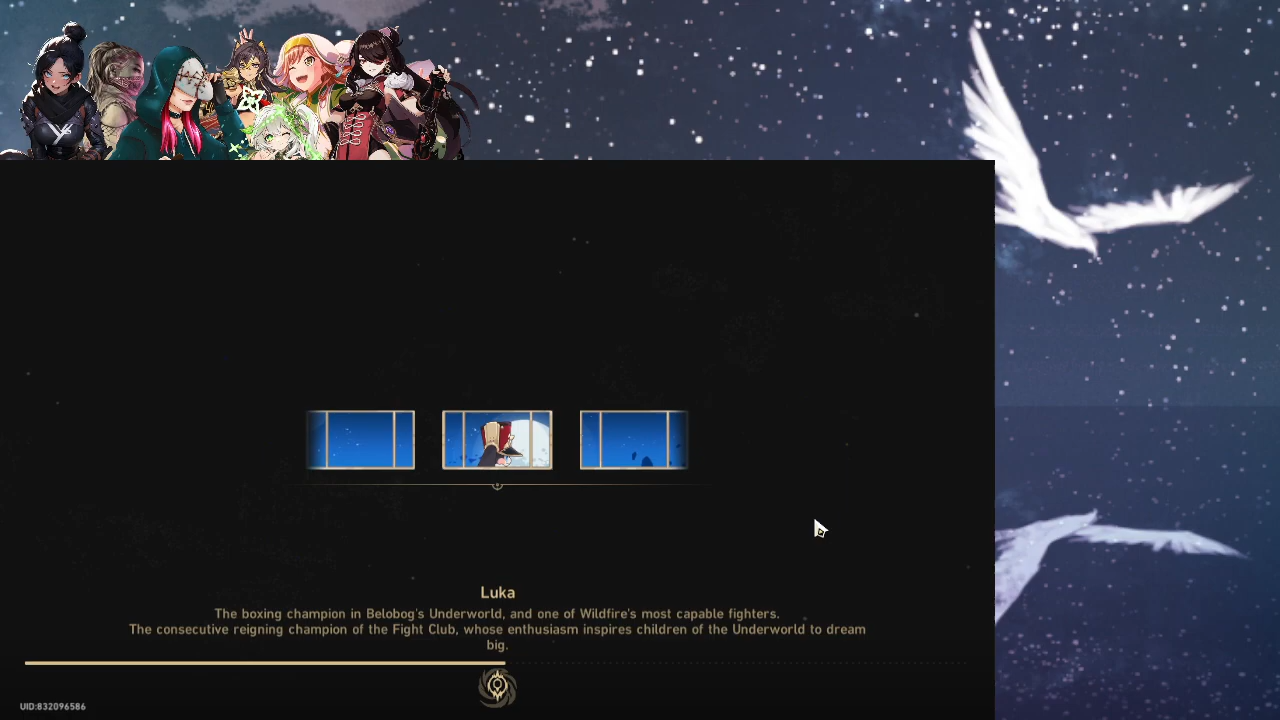 Luka
The boxing champion in Belobog's Underworld, and one of Wildfire's most capable fighters.
The consecutive reigning champion of the Fight Club, whose enthusiasm inspires children of the Underworld to dream
big.
UID:832096586